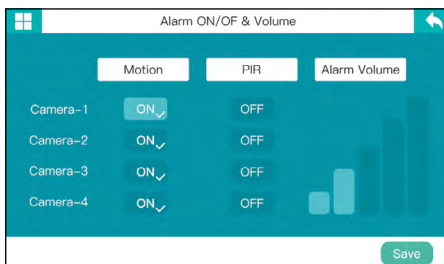 Alarm ON/OF & Volume
Motion PIR Alarm Volume
Camera-1 ON OFF
Camera-2 ON OFF
Camera-3 ON OFF
Camera-4 ON OFF
Save